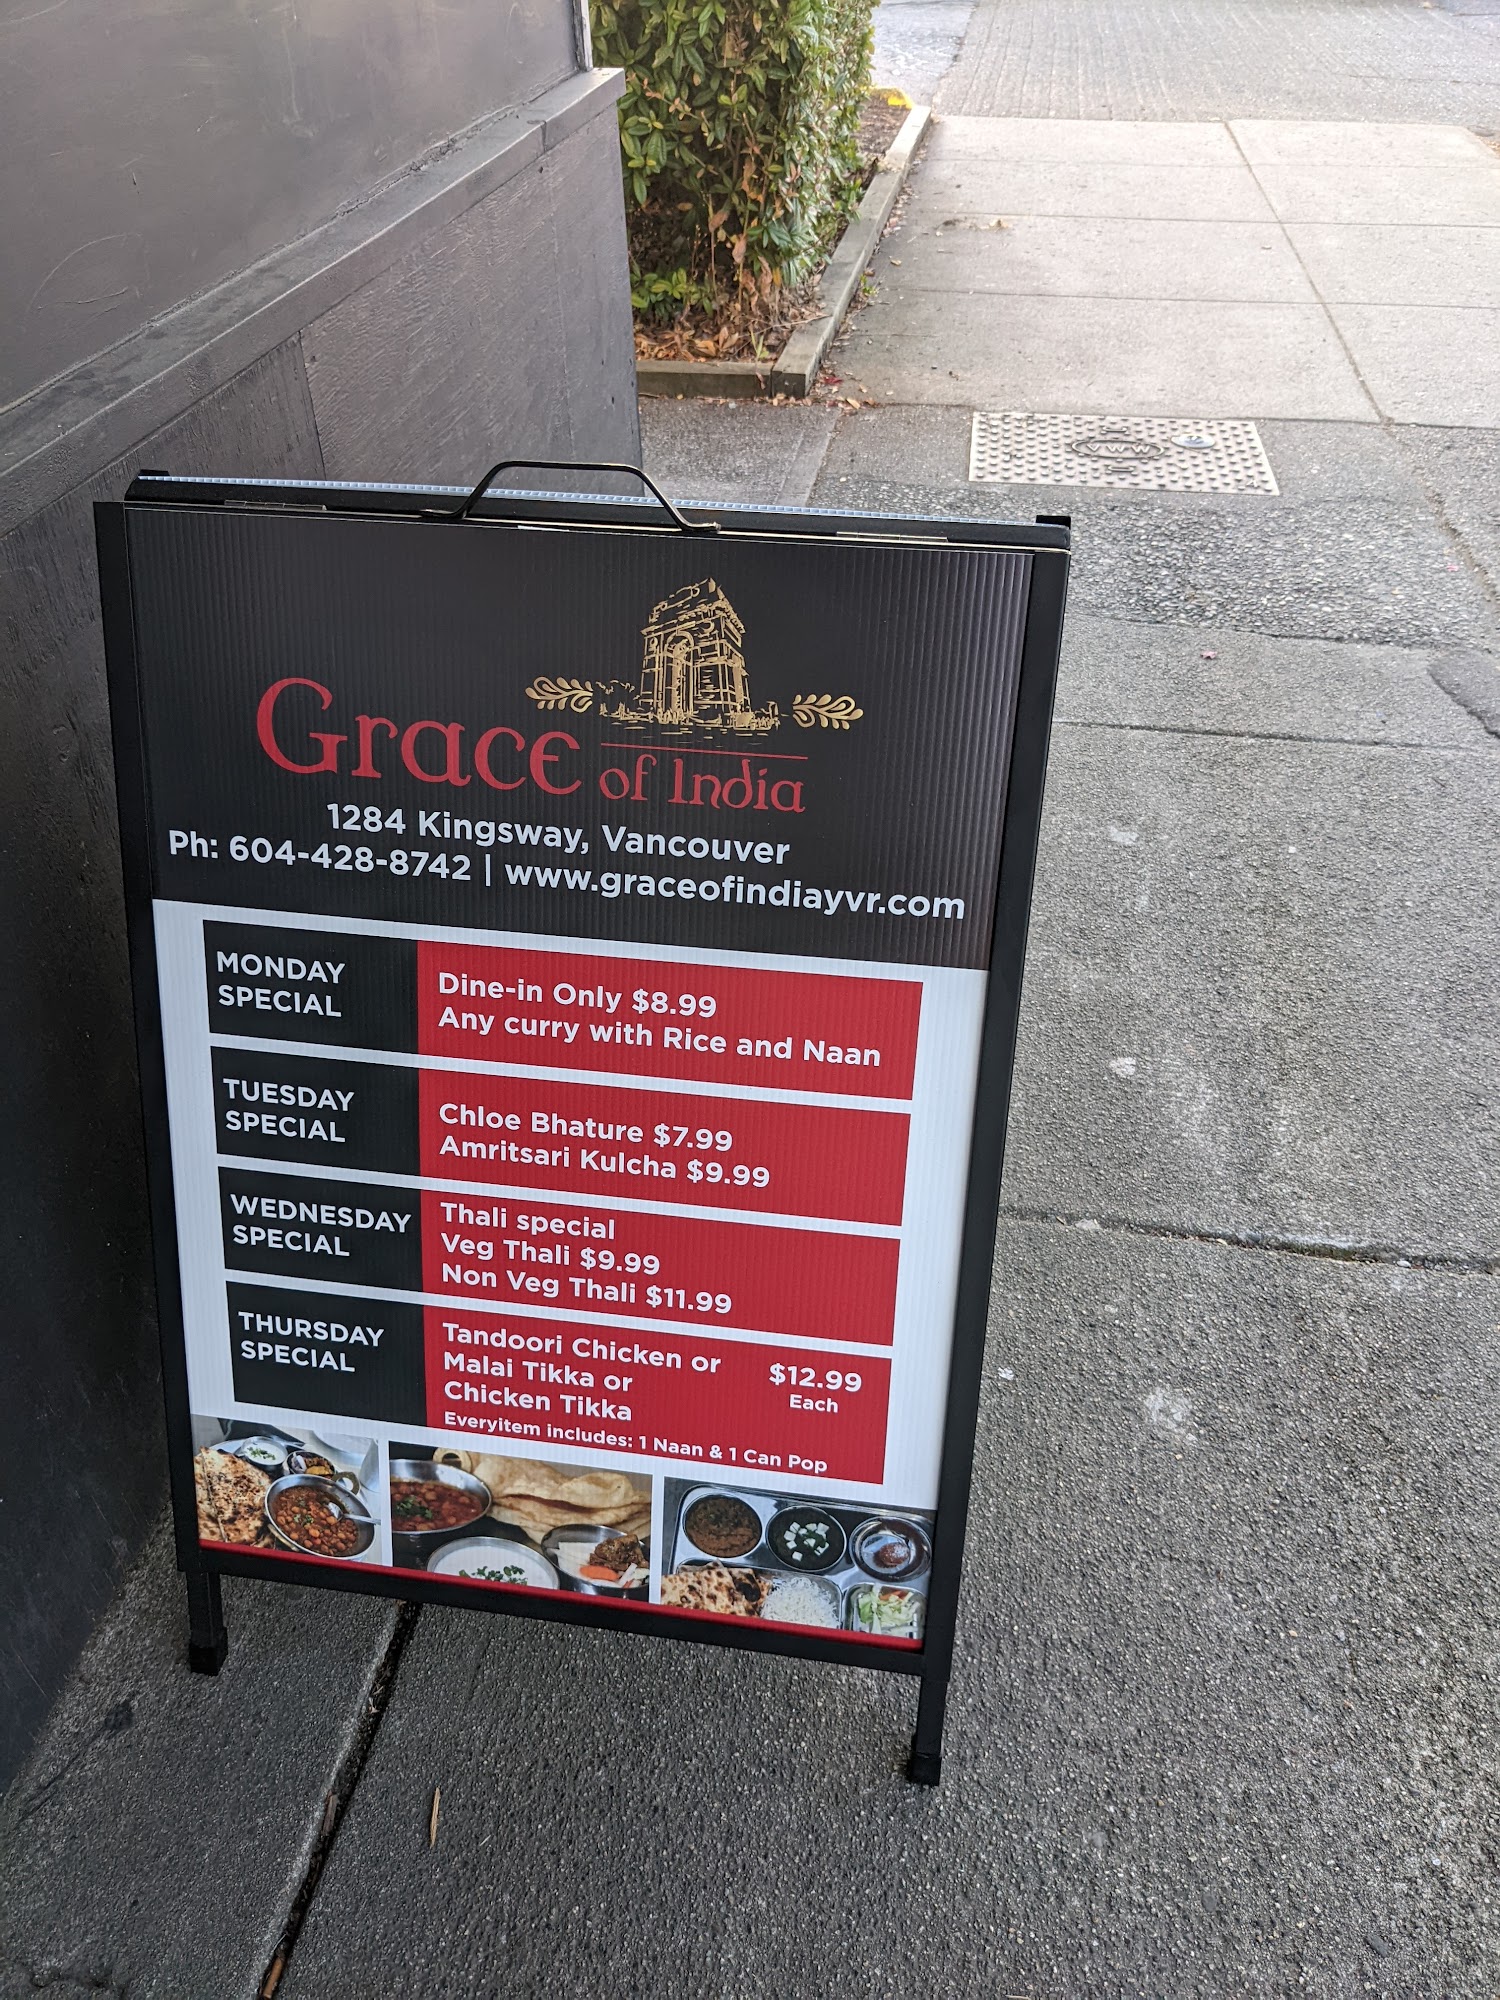 Grace of India
1284 Kingsway, Vancouver
Ph: 604-428-8742 | www.graceofindiayvr.com
MONDAY
SPECIAL
Dine-in Only $8.99
Any curry with Rice and Naan
TUESDAY
SPECIAL
Chloe Bhature $7.99
Amritsari Kulcha $9.99
WEDNESDAY
SPECIAL
Thali special
Veg Thali $9.99
Non Veg Thali $11.99
THURSDAY
SPECIAL
Tandoori Chicken or
Malai Tikka or
Chicken Tikka
$12.99
Each
Everyitem includes: 1 Naan & 1 Can Pop